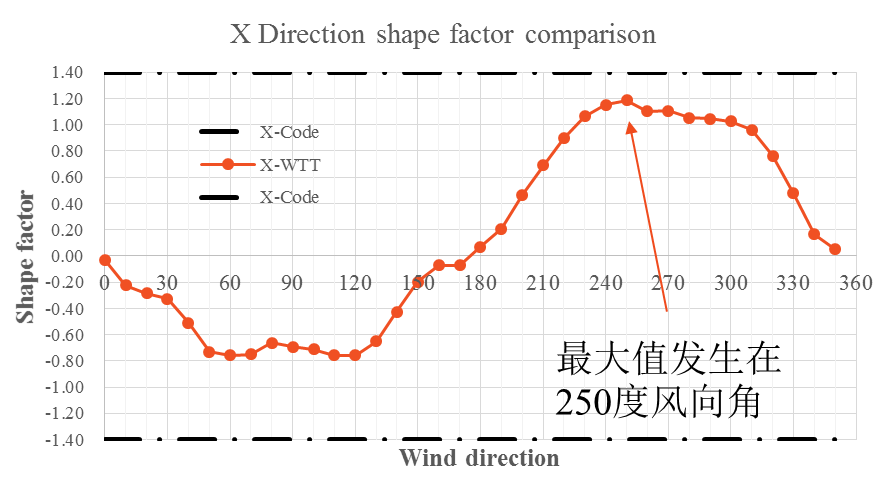 X Direction shape factor comparison
1.40
1.20
1.00
0.80
0.60
0.40
0.20
0.00
-0.20
-0.40
-0.60
-0.80
-1.00
-1.20
-1.40
Shape factor
X-Code
X-WTT
X-Code
0 30 60 90 120 150 180 210 240 270 300 330 360
最大值发生在
250度风向角
Wind direction